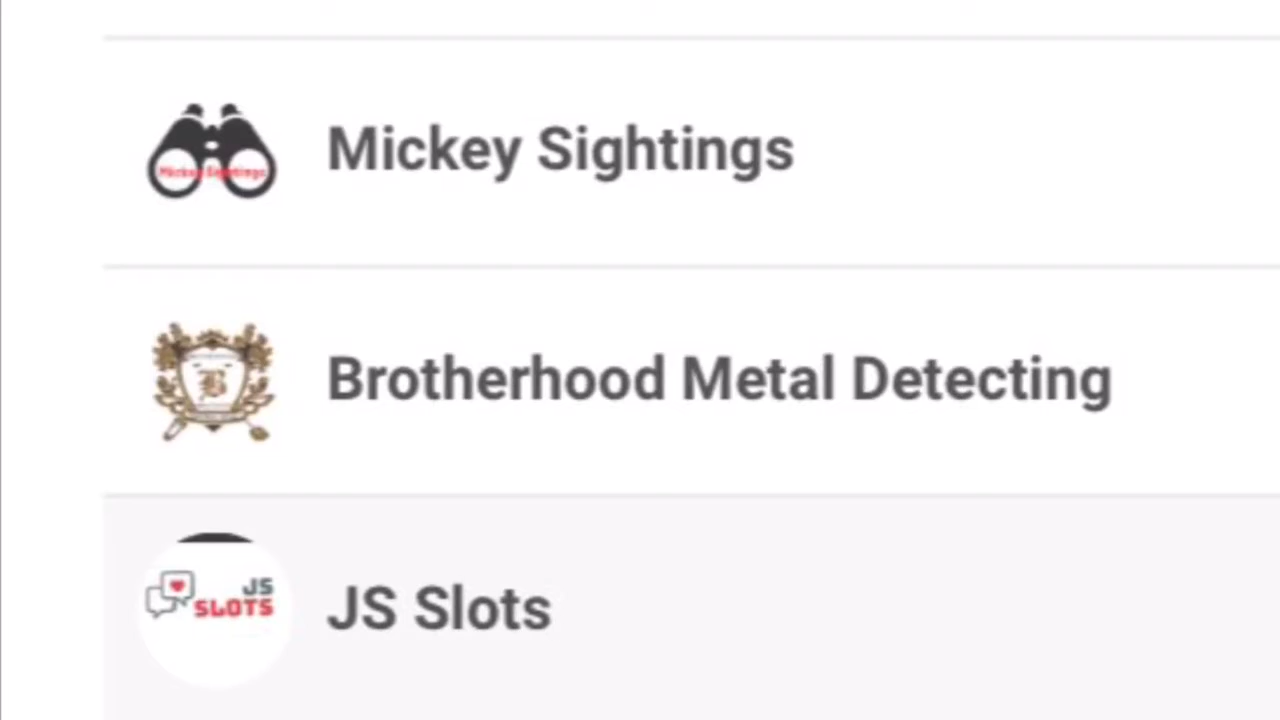 Mickey Sightings
Mickey Sightings
Brotherhood Metal Detecting
B
JS
SLOTS
JS Slots